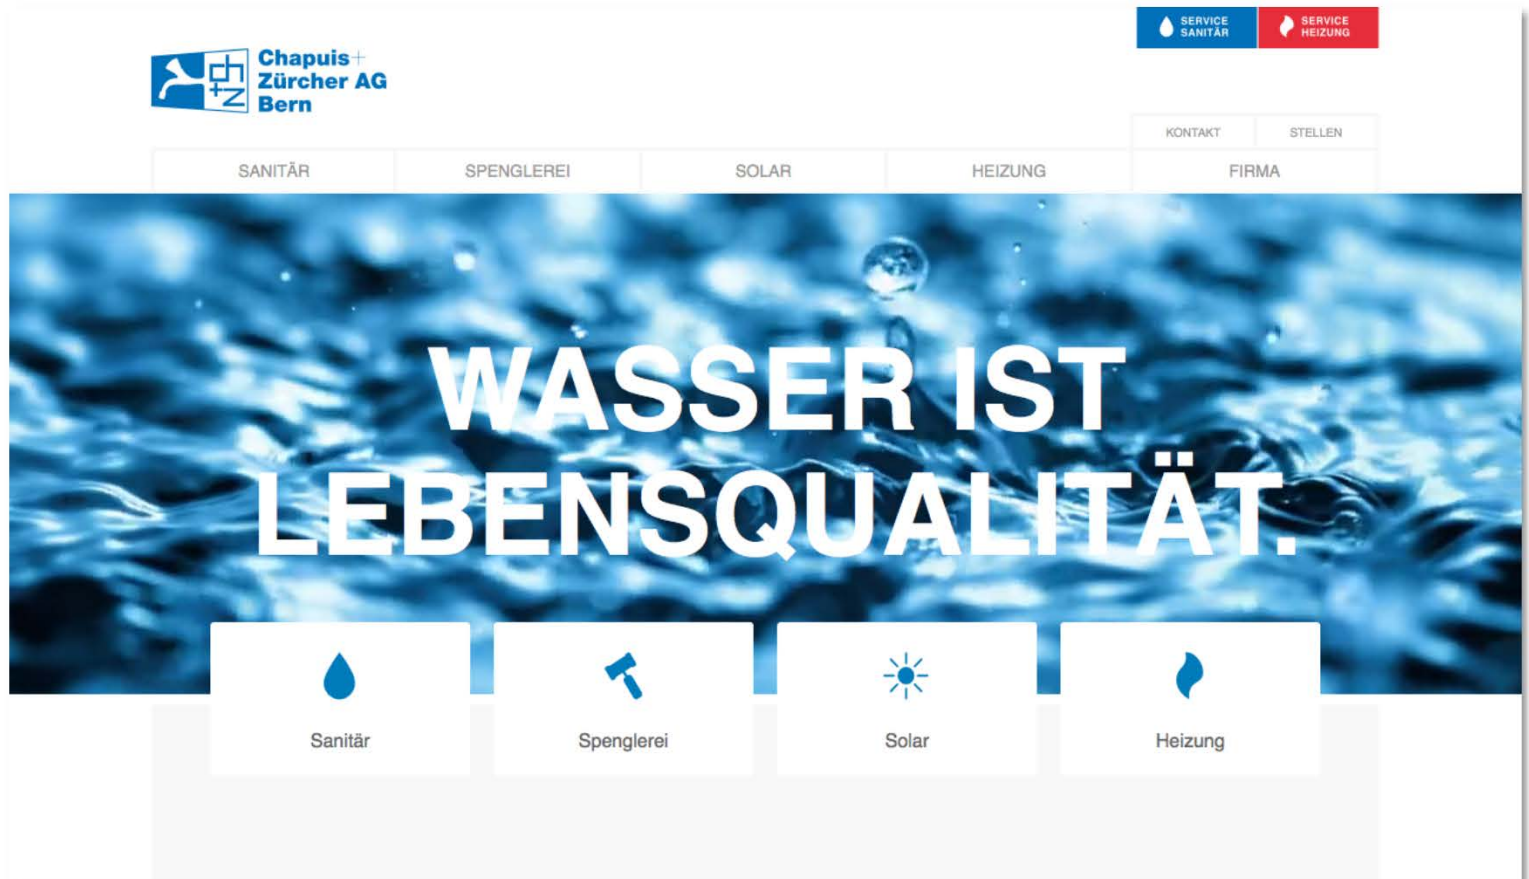 SERVICE
SANITÄR
SERVICE
HEIZUNG
ch
+z
Chapuis+
Zürcher AG
Bern
KONTAKT
STELLEN
SANITÄR
SPENGLEREI
SOLAR
HEIZUNG
FIRMA
WASSER IST
LEBENSQUALITÄT.
Sanitär
Spenglerei
Solar
Heizung